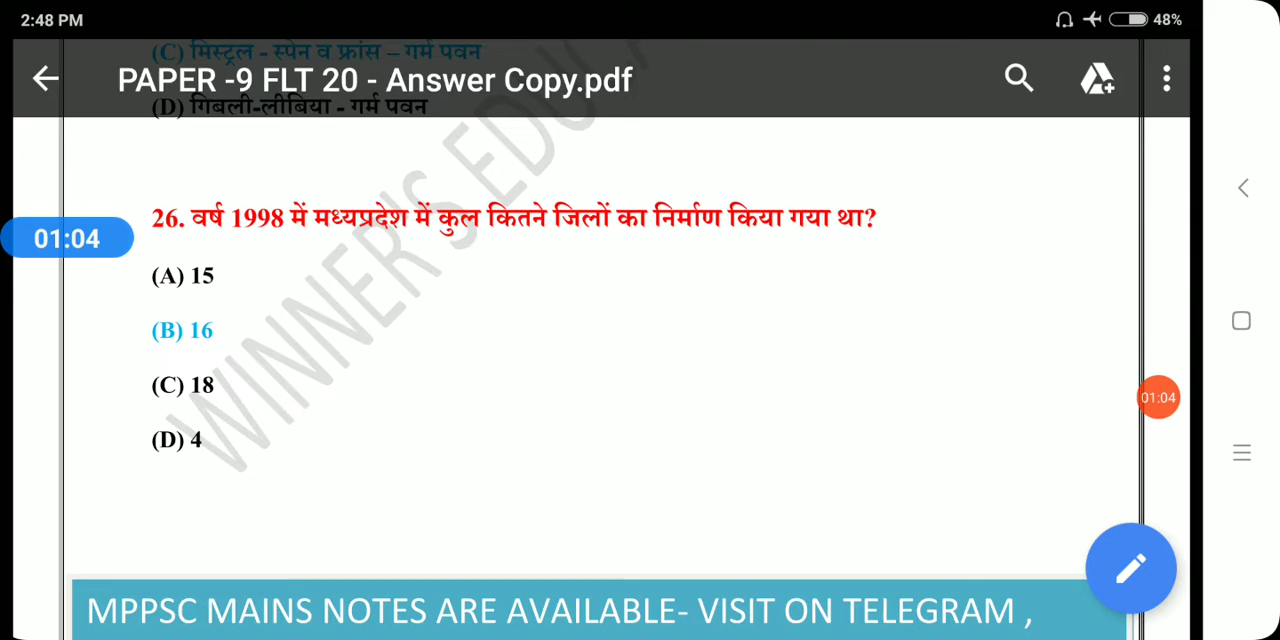 2:48 PM
48%
(C) मिस्ट्रल - स्पेन व फ्रांस – गर्म पवन
PAPER -9 FLT 20 - Answer Copy.pdf
(D) गिबली-लीबिया - गर्म पवन
26. वर्ष 1998 में मध्यप्रदेश में कुल कितने जिलों का निर्माण किया गया था?
01:04
(A) 15
(B) 16
(C) 18
01:04
(D) 4
WINNER'S EDUCA
MPPSC MAINS NOTES ARE AVAILABLE- VISIT ON TELEGRAM ,